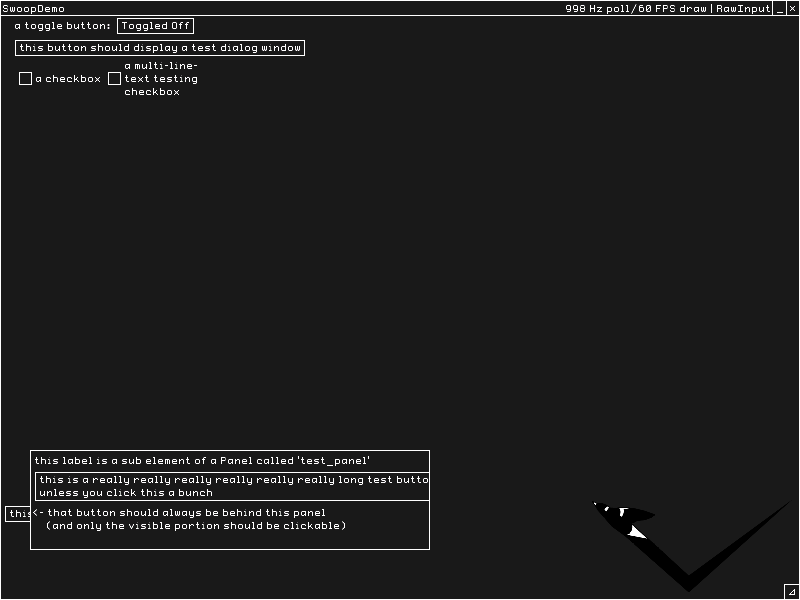 SwoopDemo
998 Hz poll/60 FPS draw | RawInput _ ×
a toggle button: Toggled Off
this button should display a test dialog window
a checkbox
a multi-line-
text testing
checkbox
this label is a sub element of a Panel called 'test_panel'
this is a really really really really really really long test butto
unless you click this a bunch
this
<- that button should always be behind this panel
(and only the visible portion should be clickable)